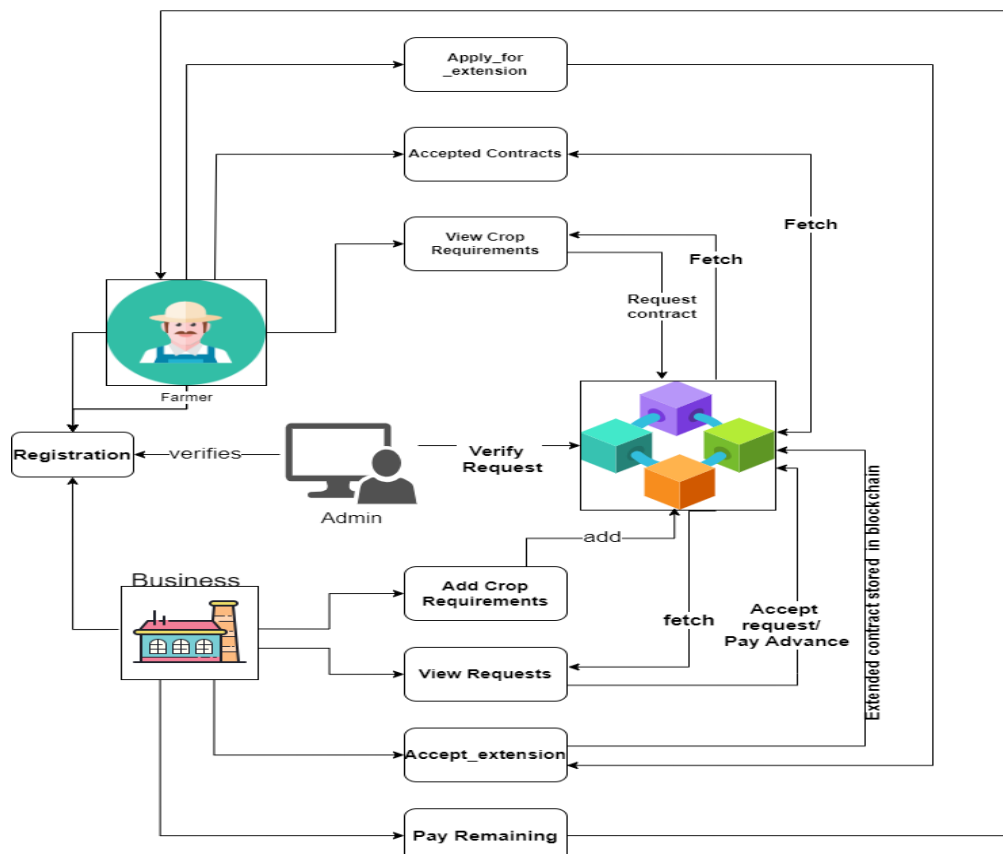 Apply_for
_extension
Accepted Contracts
Fetch
View Crop
Requirements
Fetch
Request
contract
Farmer
Registration
verifies
Verify
Request
Admin
add
Business
Add Crop
Requirements
fetch
Accept
request/
Pay Advance
Extended contract stored in blockchain
View Requests
Accept_extension
Pay Remaining